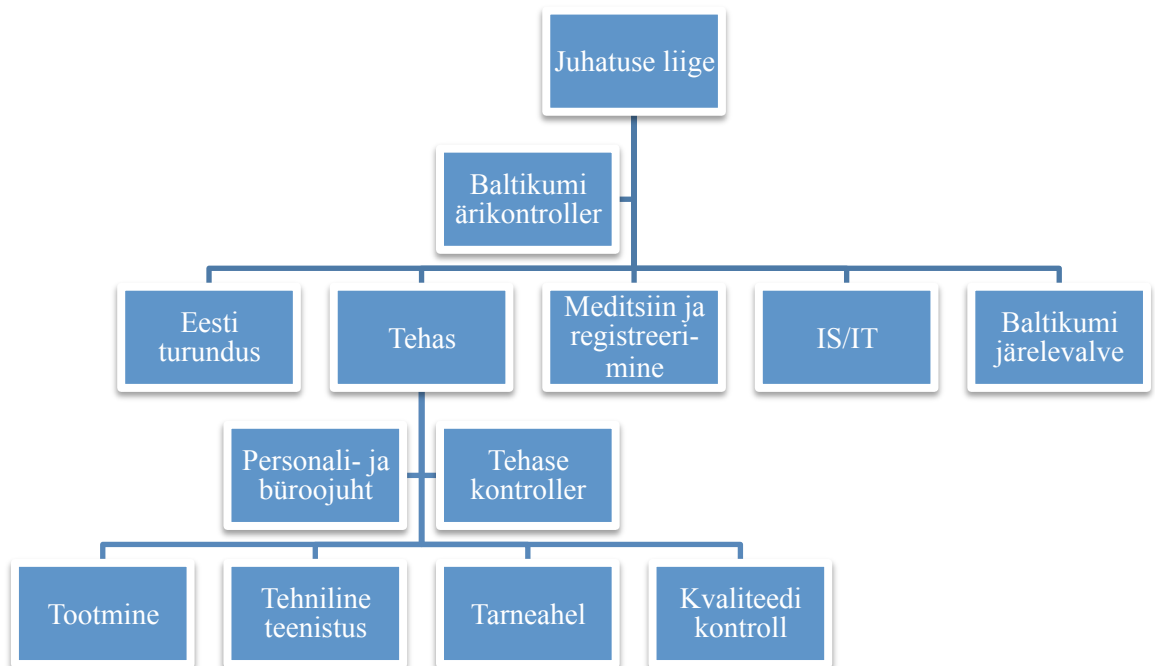 Juhatuse liige
Baltikumi
ärikontroller
Eesti
turundus
Tehas
Meditsiin ja
registreeri-
mine
IS/IT
Baltikumi
järelevalve
Personali- ja
büroojuht
Tehase
kontroller
Tootmine
Tehniline
teenistus
Tarneahel
Kvaliteedi
kontroll